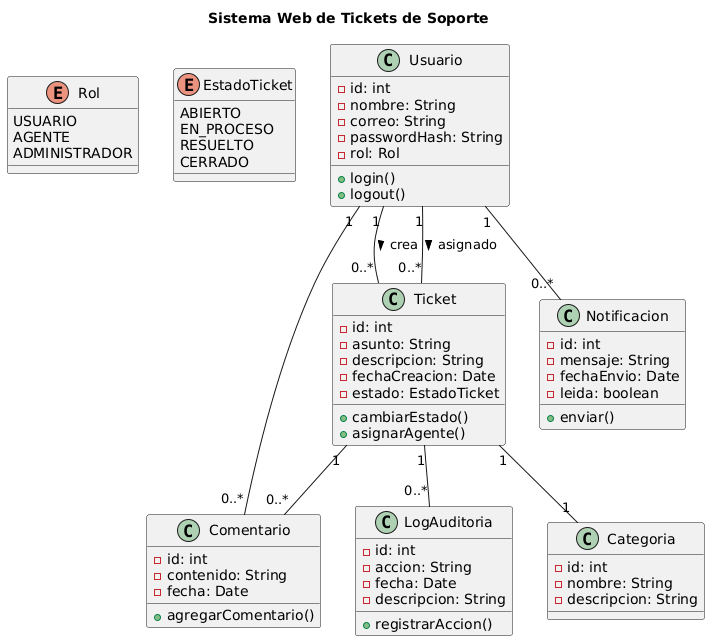 Sistema Web de Tickets de Soporte
E Rol
USUARIO
AGENTE
ADMINISTRADOR
E EstadoTicket
ABIERTO
EN_PROCESO
RESUELTO
CERRADO
C Usuario
id: int
nombre: String
correo: String
passwordHash: String
rol: Rol
login()
logout()
1 1 1 1
crea asignado
0..* 0..* 0..*
C Ticket
id: int
asunto: String
descripcion: String
fechaCreacion: Date
estado: EstadoTicket
cambiarEstado()
asignarAgente()
C Notificacion
id: int
mensaje: String
fechaEnvio: Date
leida: boolean
enviar()
1 1 1
0..* 0..* 0..* 1
C Comentario
id: int
contenido: String
fecha: Date
agregarComentario()
C LogAuditoria
id: int
accion: String
fecha: Date
descripcion: String
registrarAccion()
C Categoria
id: int
nombre: String
descripcion: String